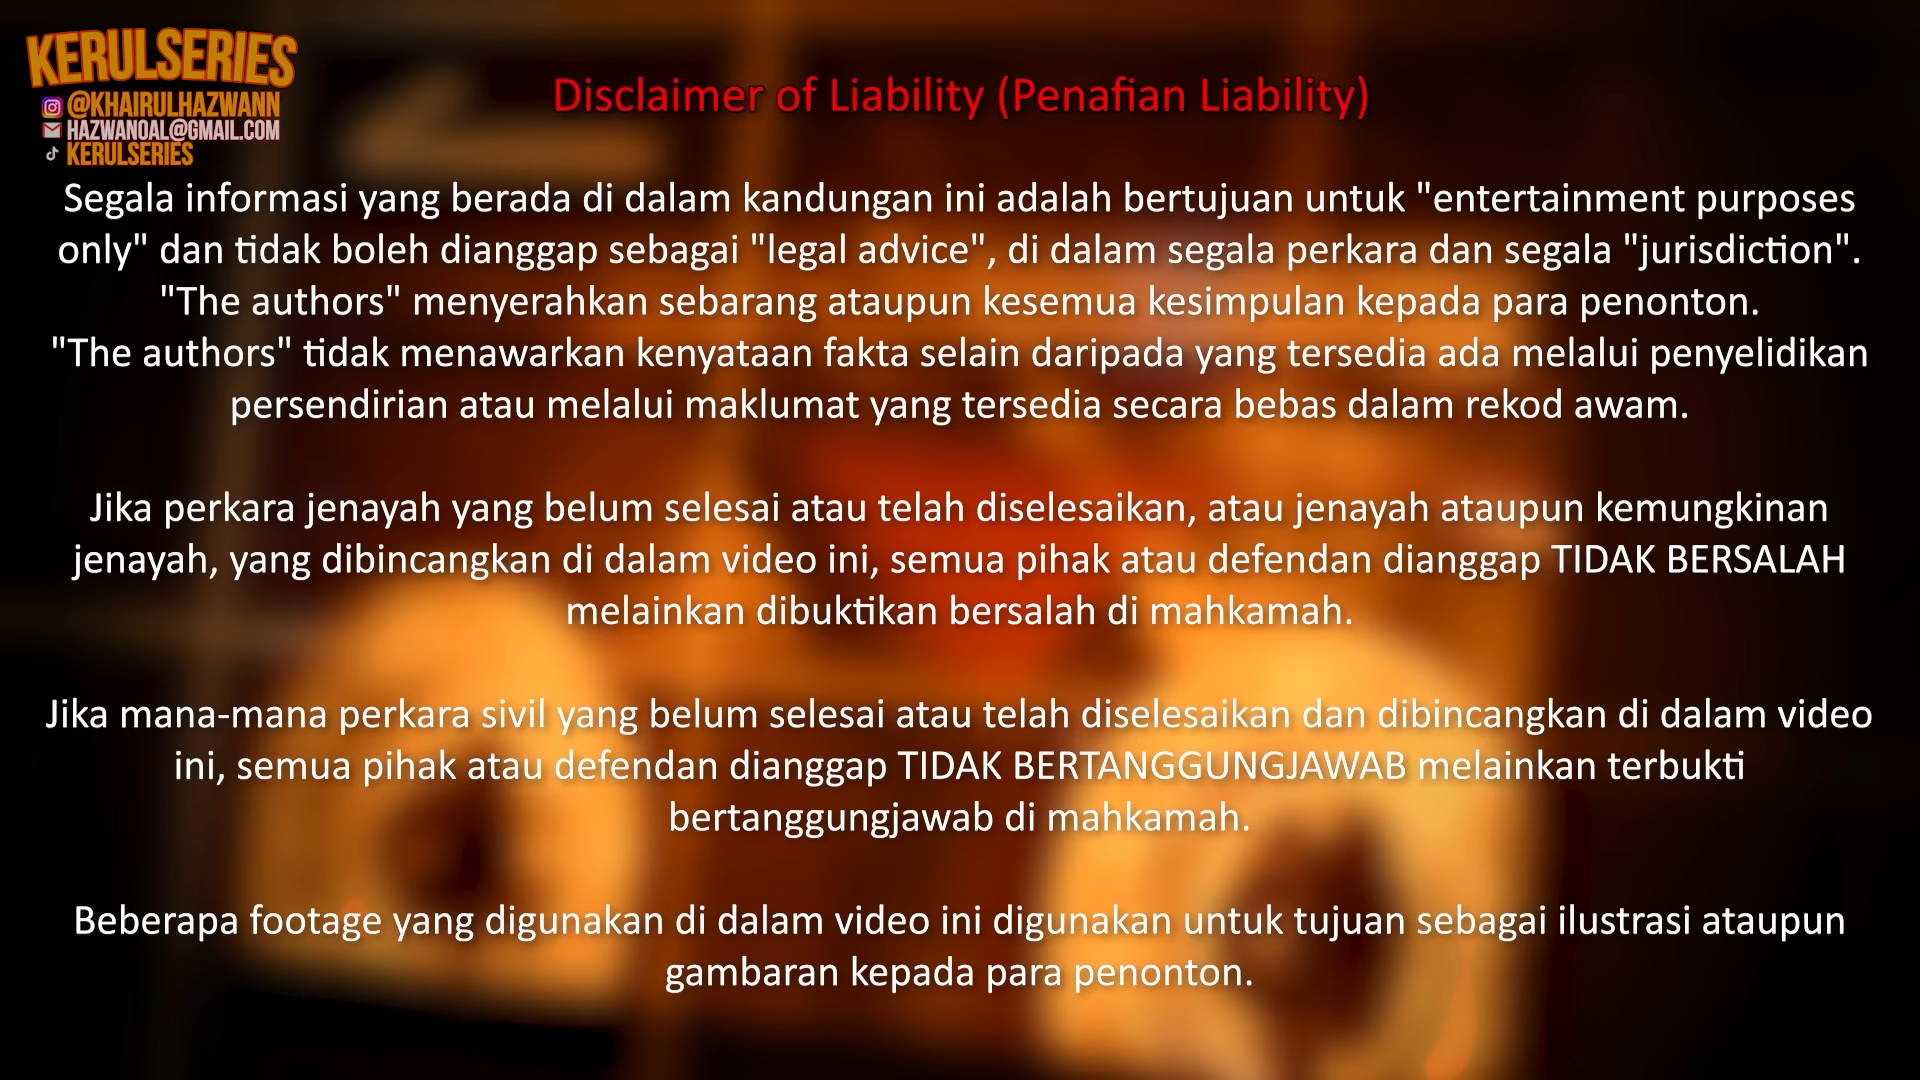 KERULSERIES
@KHAIRULHAZWANN
HAZWANOAL@GMAIL.COM
KERULSERIES
Disclaimer of Liability (Penafian Liability)
Segala informasi yang berada di dalam kandungan ini adalah bertujuan untuk "entertainment purposes
only" dan tidak boleh dianggap sebagai "legal advice", di dalam segala perkara dan segala "jurisdiction".
"The authors" menyerahkan sebarang ataupun kesemua kesimpulan kepada para penonton.
"The authors" tidak menawarkan kenyataan fakta selain daripada yang tersedia ada melalui penyelidikan
persendirian atau melalui maklumat yang tersedia secara bebas dalam rekod awam.
Jika perkara jenayah yang belum selesai atau telah diselesaikan, atau jenayah ataupun kemungkinan
jenayah, yang dibincangkan di dalam video ini, semua pihak atau defendan dianggap TIDAK BERSALAH
melainkan dibuktikan bersalah di mahkamah.
Jika mana-mana perkara sivil yang belum selesai atau telah diselesaikan dan dibincangkan di dalam video
ini, semua pihak atau defendan dianggap TIDAK BERTANGGUNGJAWAB melainkan terbukti
bertanggungjawab di mahkamah.
Beberapa footage yang digunakan di dalam video ini digunakan untuk tujuan sebagai ilustrasi ataupun
gambaran kepada para penonton.